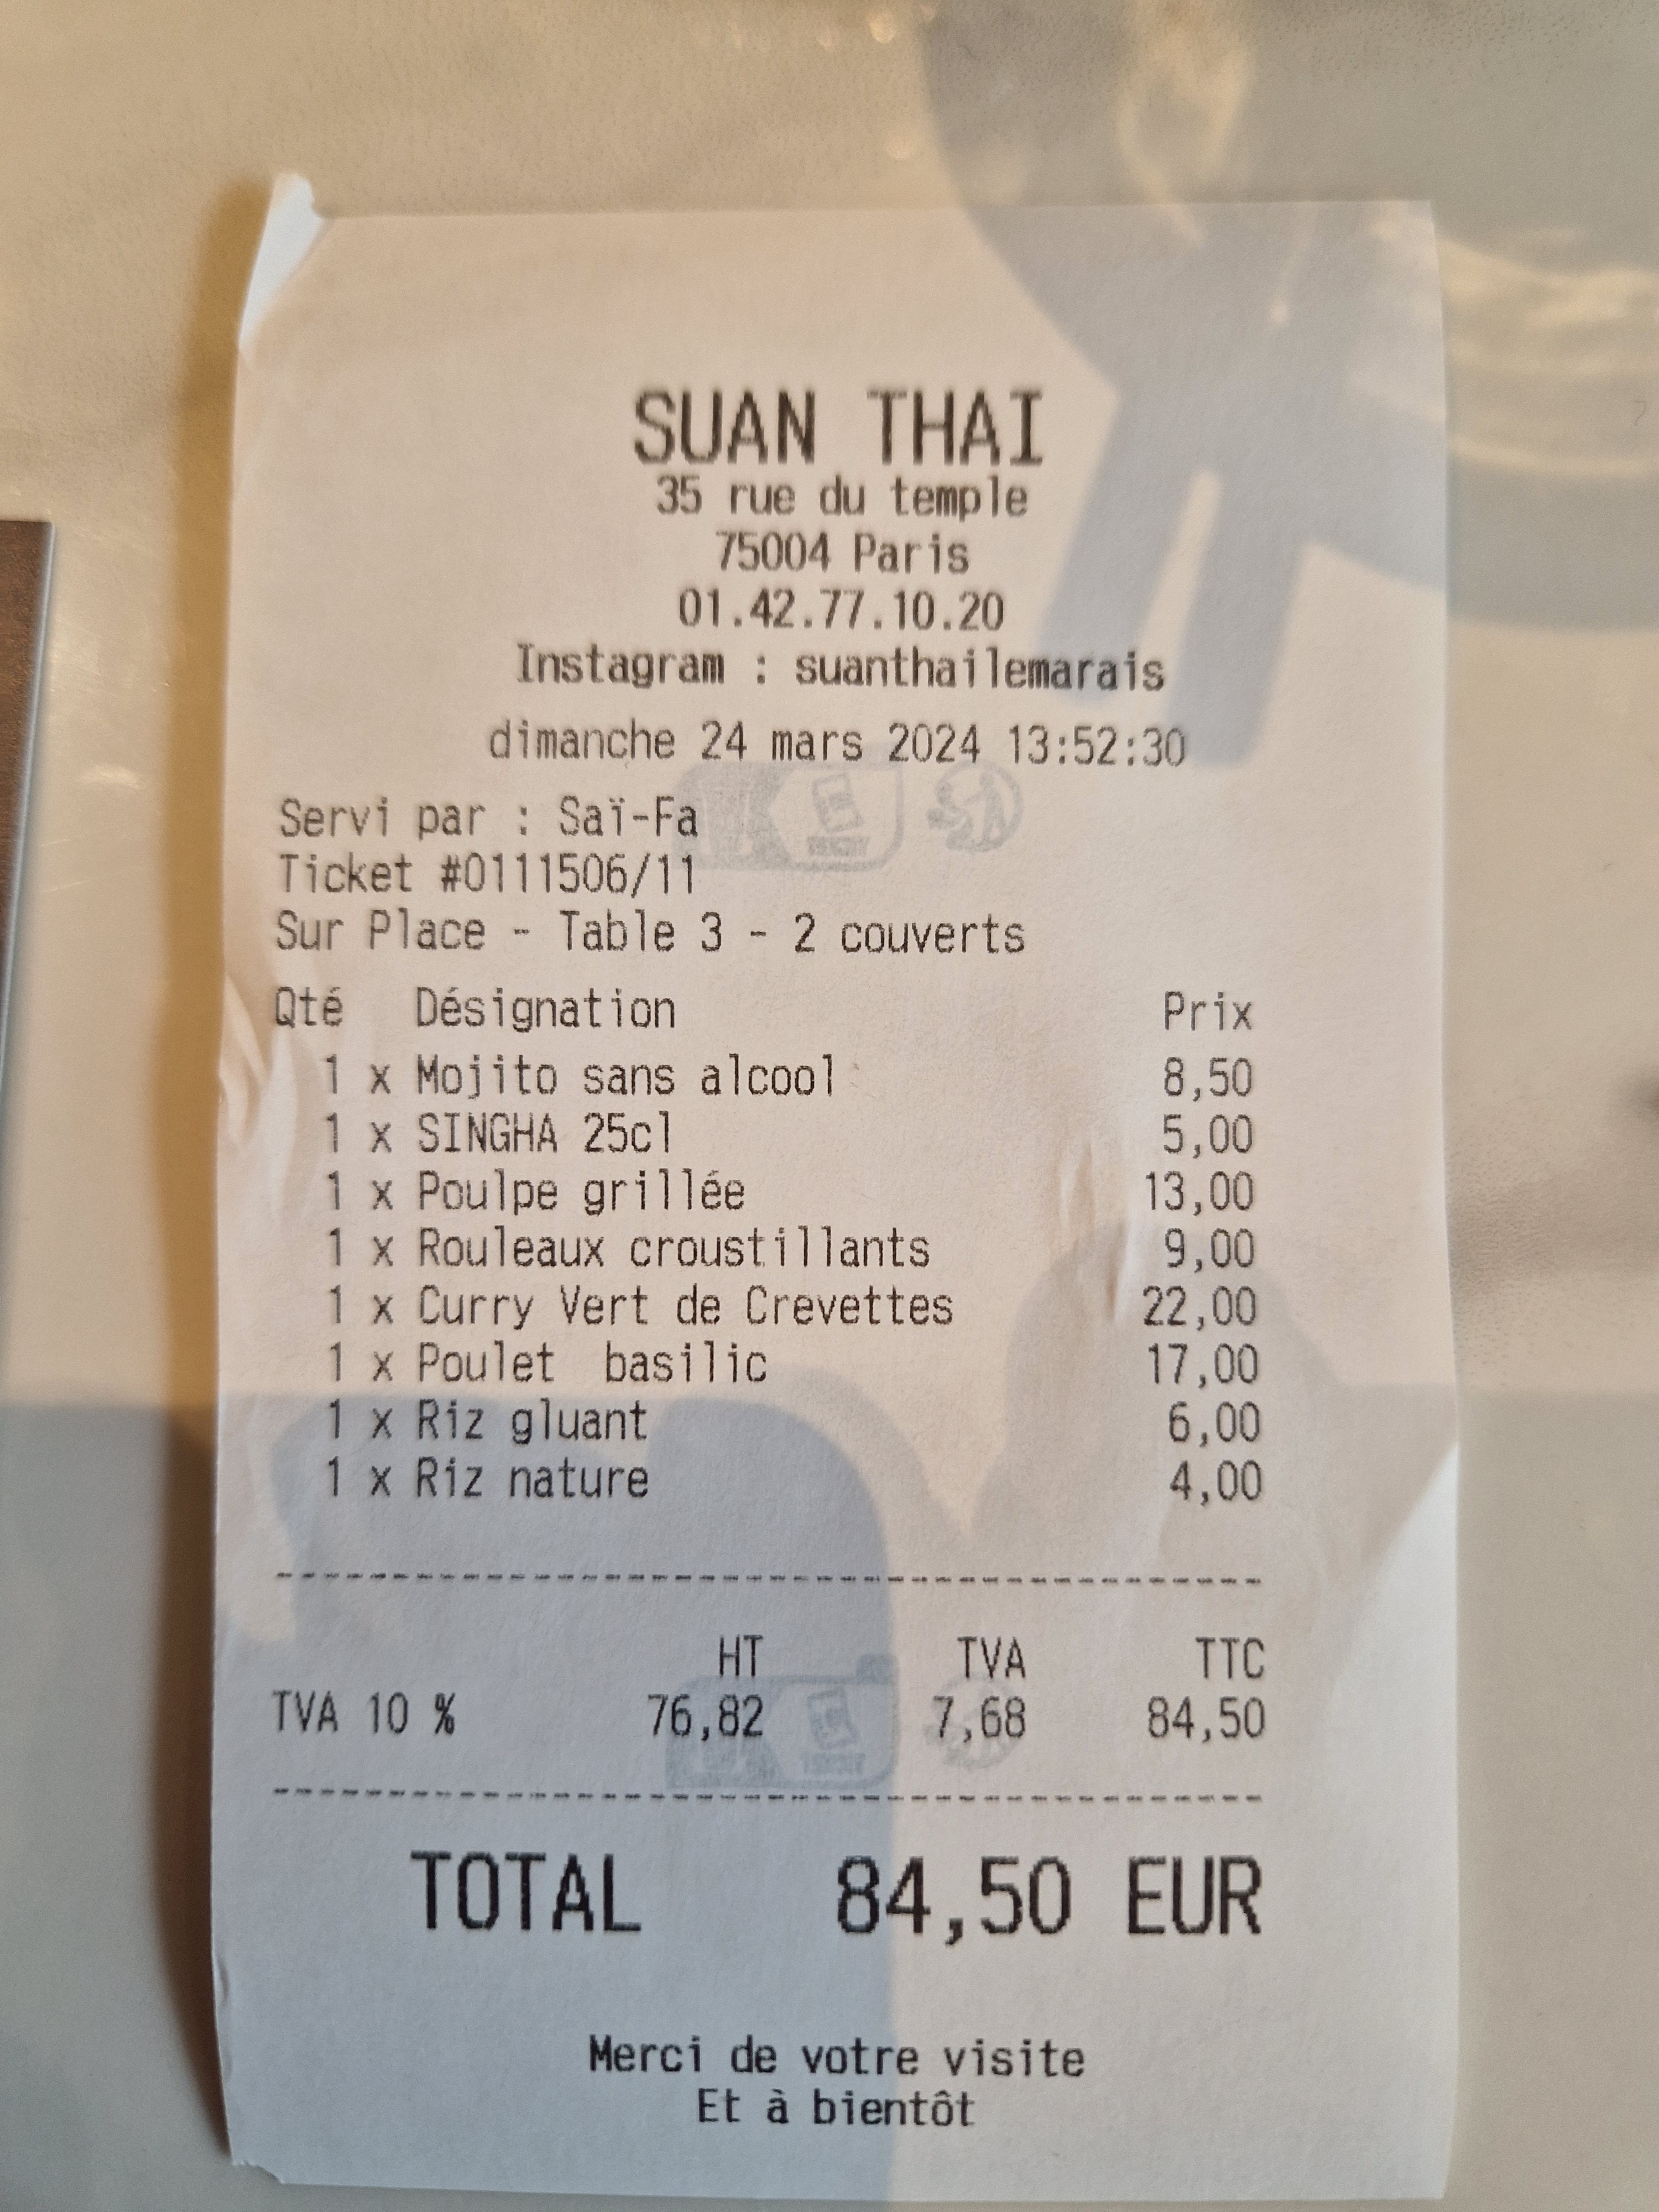 SUAN THAI
35 rue du temple
75004 Paris
01.42.77.10.20
Instagram : suanthailemarais
dimanche 24 mars 2024 13:52:30
Servi par : Saï-Fa
Ticket #0111506/11
Sur Place - Table 3 - 2 couverts
Qté Désignation Prix
1 x Mojito sans alcool 8,50
1 x SINGHA 25cl 5,00
1 x Poulpe grillée 13,00
1 x Rouleaux croustillants 9,00
1 x Curry Vert de Crevettes 22,00
1 x Poulet basilic 17,00
1 x Riz gluant 6,00
1 x Riz nature 4,00
HT TVA TTC
TVA 10 % 76,82 7,68 84,50
TOTAL 84,50 EUR
Merci de votre visite
Et à bientôt